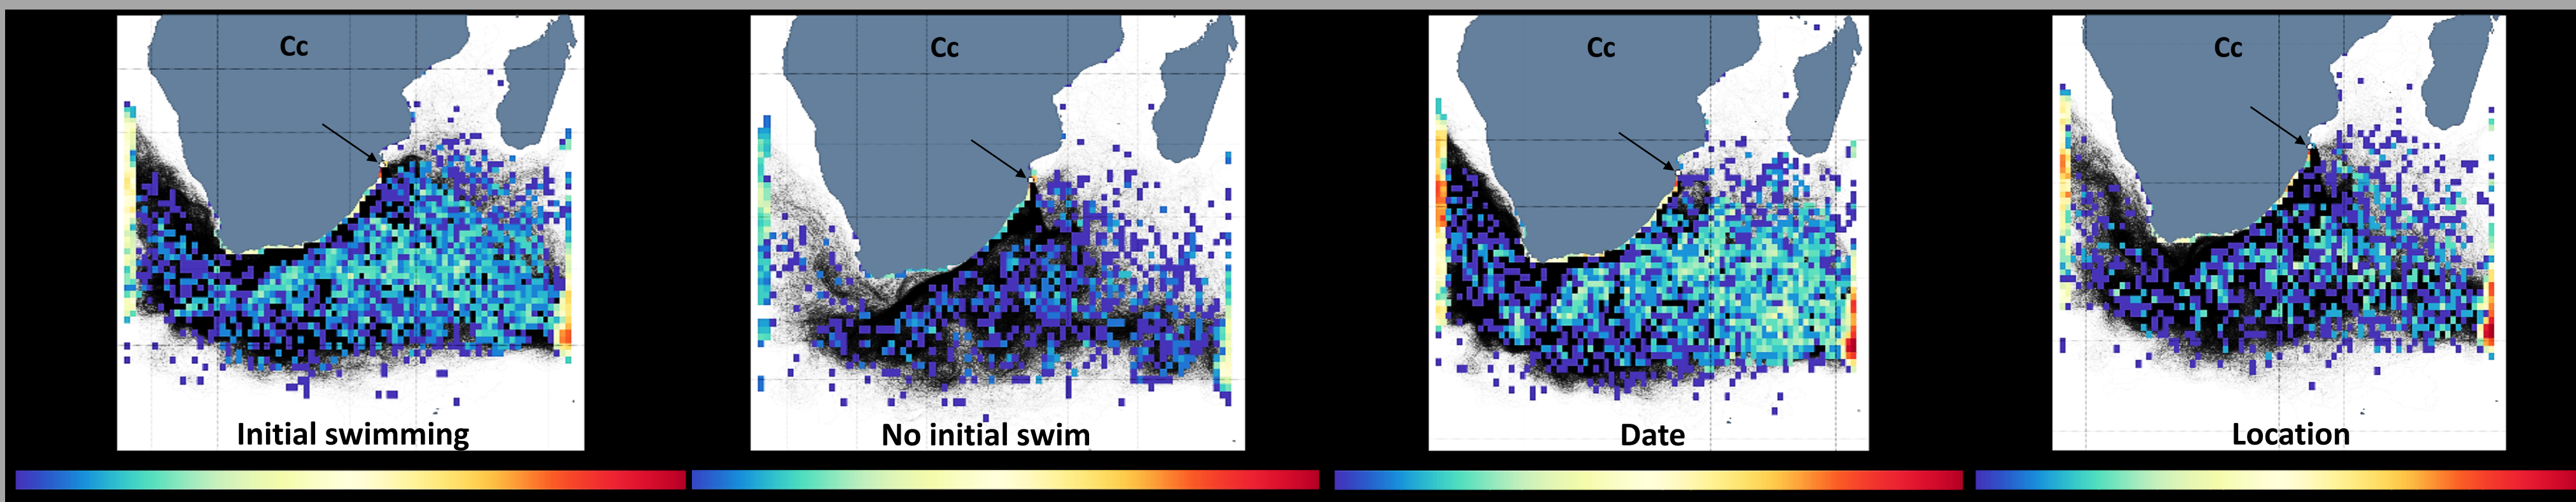 Cc
Cc
Cc
Cc
Initial swimming
No initial swim
Date
Location